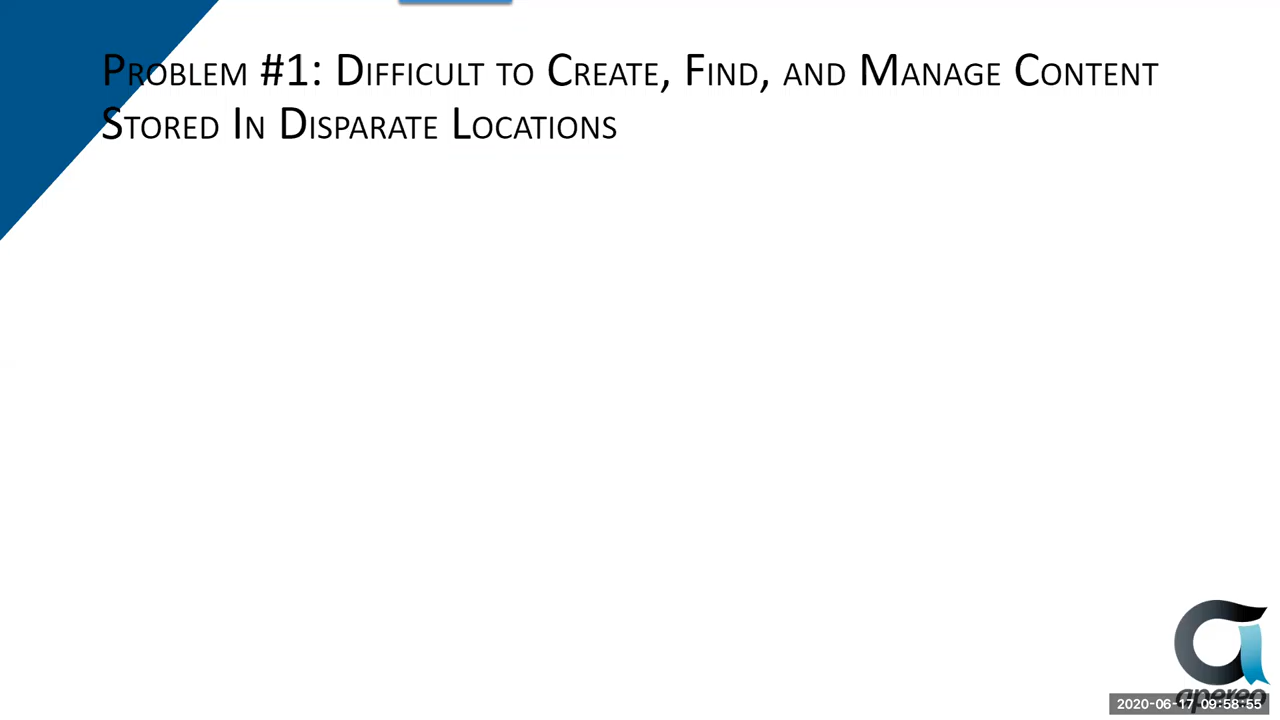 Problem #1: Difficult to Create, Find, and Manage Content
Stored In Disparate Locations
apereo
2020-06-17 09:58:55